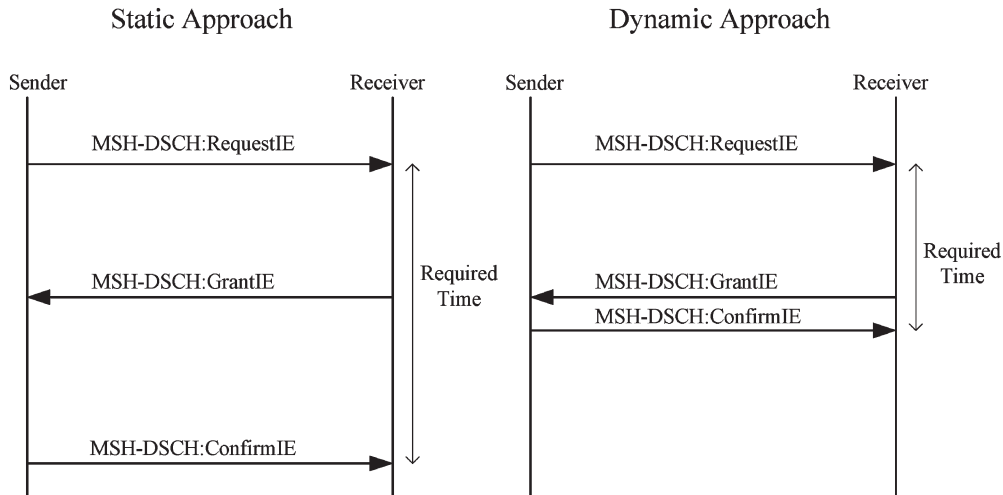 Static Approach
Sender
Receiver
MSH-DSCH:RequestIE
MSH-DSCH:GrantIE
Required
Time
MSH-DSCH:ConfirmIE
Dynamic Approach
Sender
Receiver
MSH-DSCH:RequestIE
MSH-DSCH:GrantIE
MSH-DSCH:ConfirmIE
Required
Time